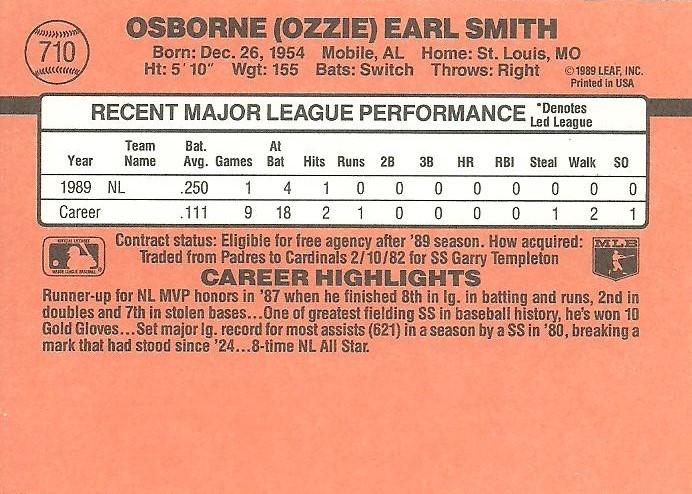 710
OSBORNE (OZZIE) EARL SMITH
Born: Dec. 26, 1954 Mobile, AL Home: St. Louis, MO
Ht: 5'10" Wgt: 155 Bats: Switch Throws: Right ©1989 LEAF, INC.
Printed in USA
RECENT MAJOR LEAGUE PERFORMANCE *Denotes
Led League
Year Team Name Bat. Avg. Games At Bat Hits Runs 2B 3B HR RBI Steal Walk SO
1989 NL .250 1 4 1 0 0 0 0 0 0 0 0
Career .111 9 18 2 1 0 0 0 0 1 2 1
OFFICIAL LICENSEE
MAJOR LEAGUE BASEBALL
Contract status: Eligible for free agency after '89 season. How acquired:
Traded from Padres to Cardinals 2/10/82 for SS Garry Templeton
MLB
CAREER HIGHLIGHTS
Runner-up for NL MVP honors in '87 when he finished 8th in lg. in batting and runs, 2nd in
doubles and 7th in stolen bases...One of greatest fielding SS in baseball history, he's won 10
Gold Gloves...Set major lg. record for most assists (621) in a season by a SS in '80, breaking a
mark that had stood since '24...8-time NL All Star.